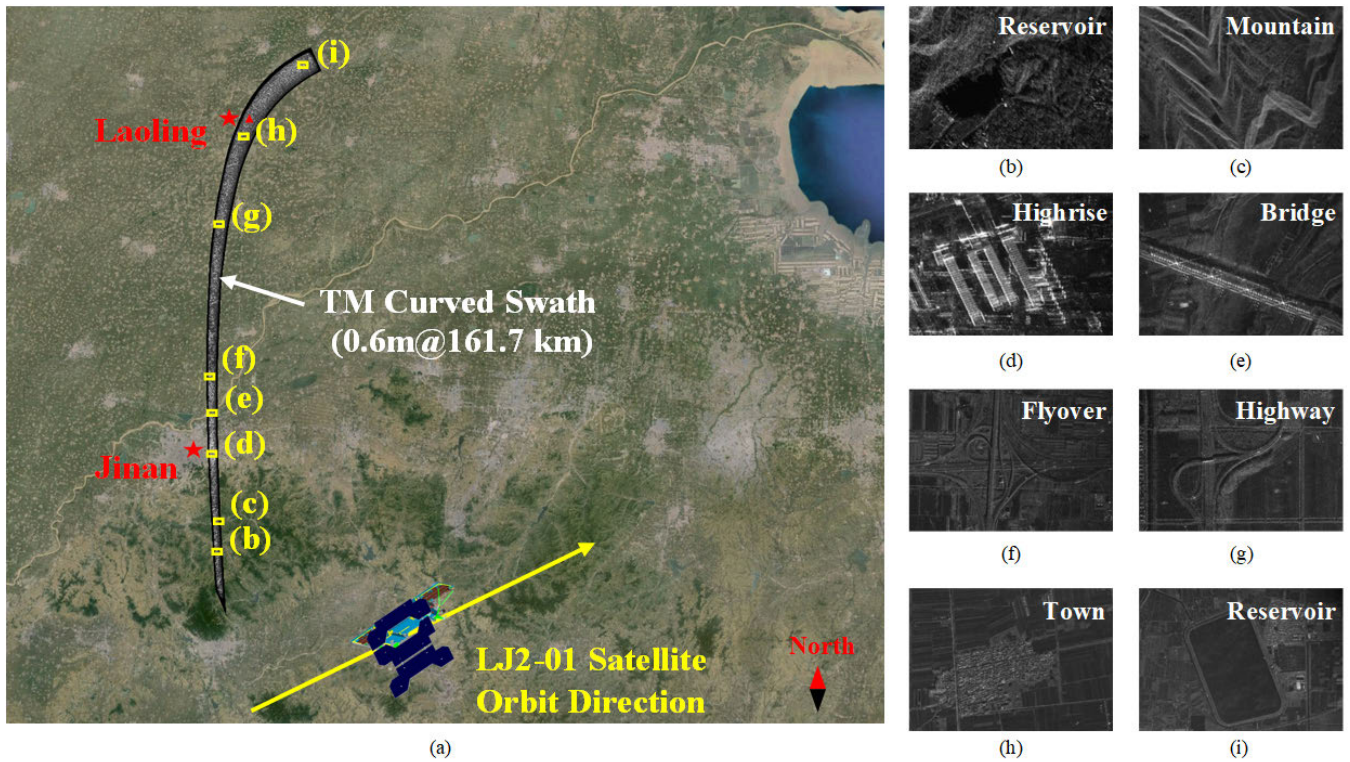 (i)
Laoling
(h)
(g)
TM Curved Swath
(0.6m@161.7 km)
(f)
(e)
(d)
Jinan
(c)
(b)
LJ2-01 Satellite
Orbit Direction
North
(a)
Reservoir
(b)
Mountain
(c)
Highrise
(d)
Bridge
(e)
Flyover
(f)
Highway
(g)
Town
(h)
Reservoir
(i)